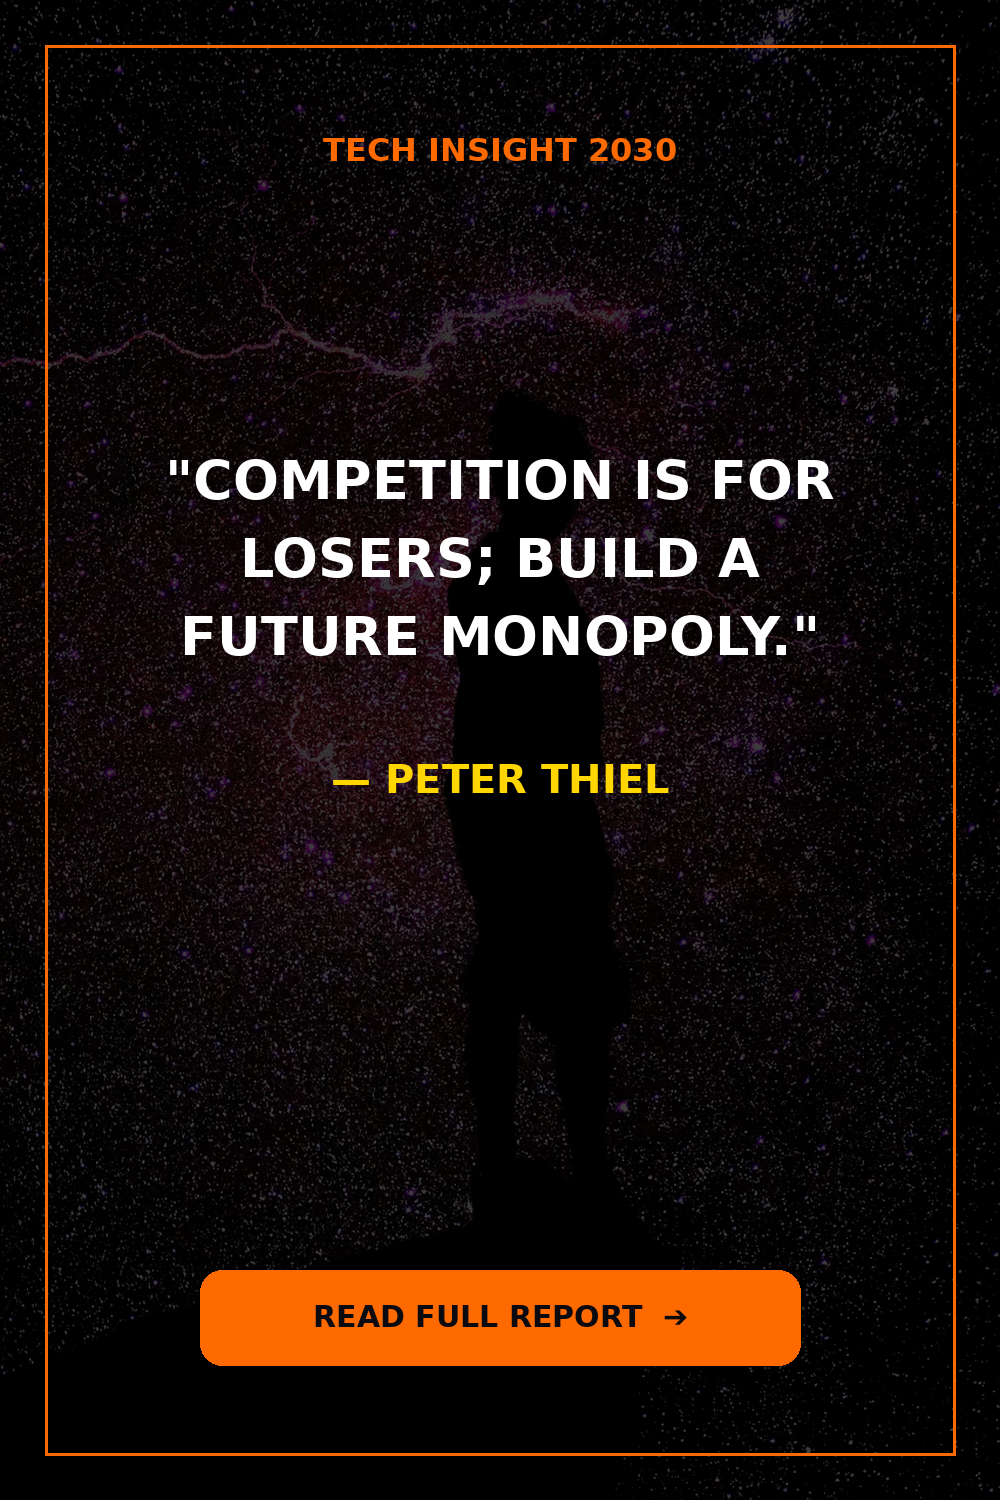 TECH INSIGHT 2030
"COMPETITION IS FOR
LOSERS; BUILD A
FUTURE MONOPOLY."
— PETER THIEL
READ FULL REPORT ➔